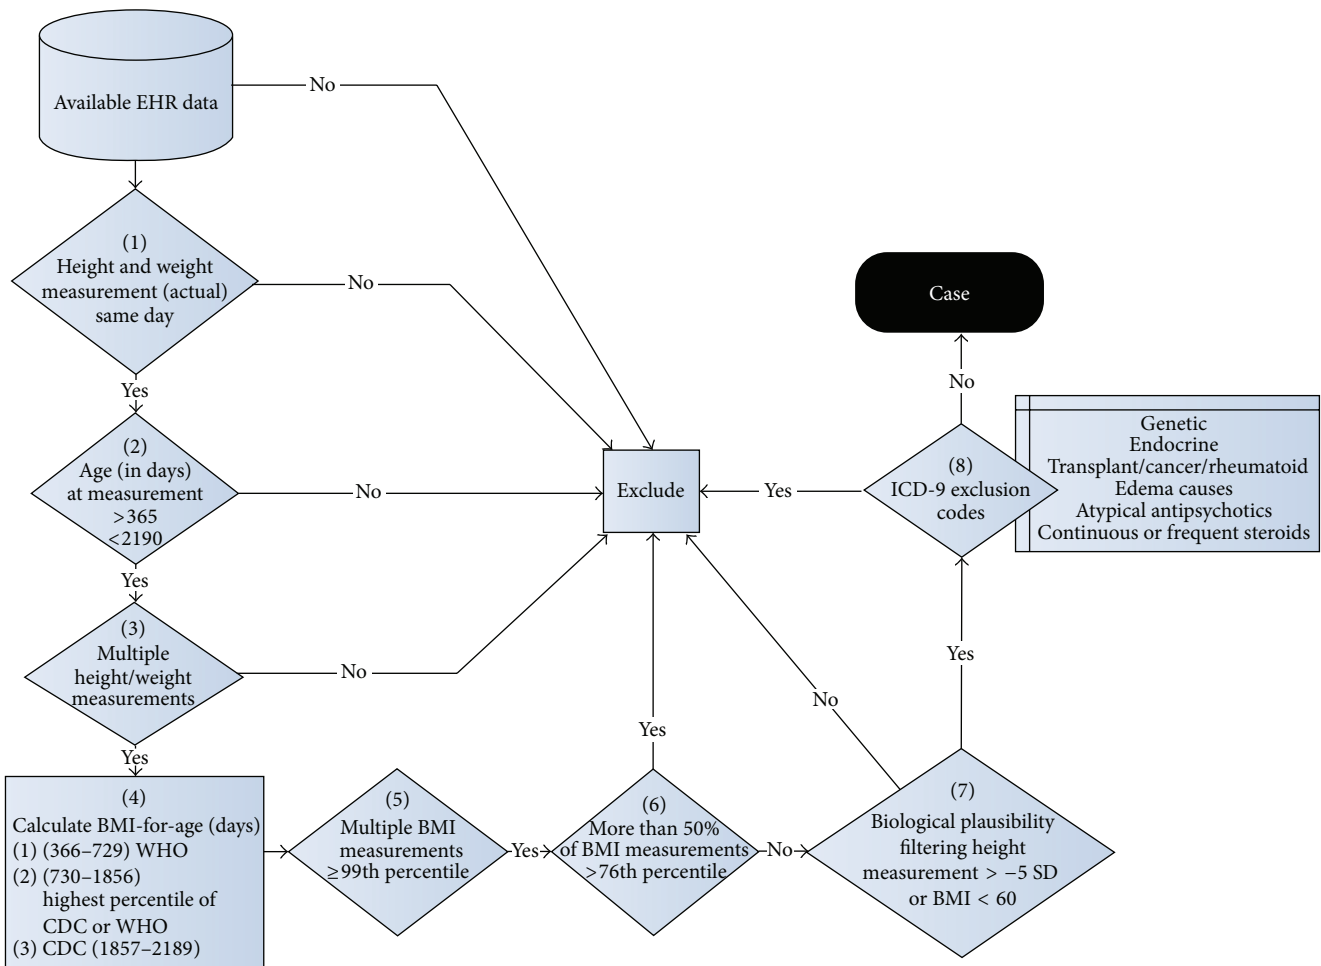 Available EHR data
No
(1)
Height and weight
measurement (actual)
same day
No
Yes
(2)
Age (in days)
at measurement
>365
<2190
No
Yes
(3)
Multiple
height/weight
measurements
No
Yes
(4)
Calculate BMI-for-age (days)
(1) (366–729) WHO
(2) (730–1856)
highest percentile of
CDC or WHO
(3) CDC (1857–2189)
(5)
Multiple BMI
measurements
≥99th percentile
Yes
(6)
More than 50%
of BMI measurements
>76th percentile
Yes
No
(7)
Biological plausibility
filtering height
measurement > −5 SD
or BMI < 60
No
Yes
(8)
ICD-9 exclusion
codes
Genetic
Endocrine
Transplant/cancer/rheumatoid
Edema causes
Atypical antipsychotics
Continuous or frequent steroids
Yes
Exclude
No
Case